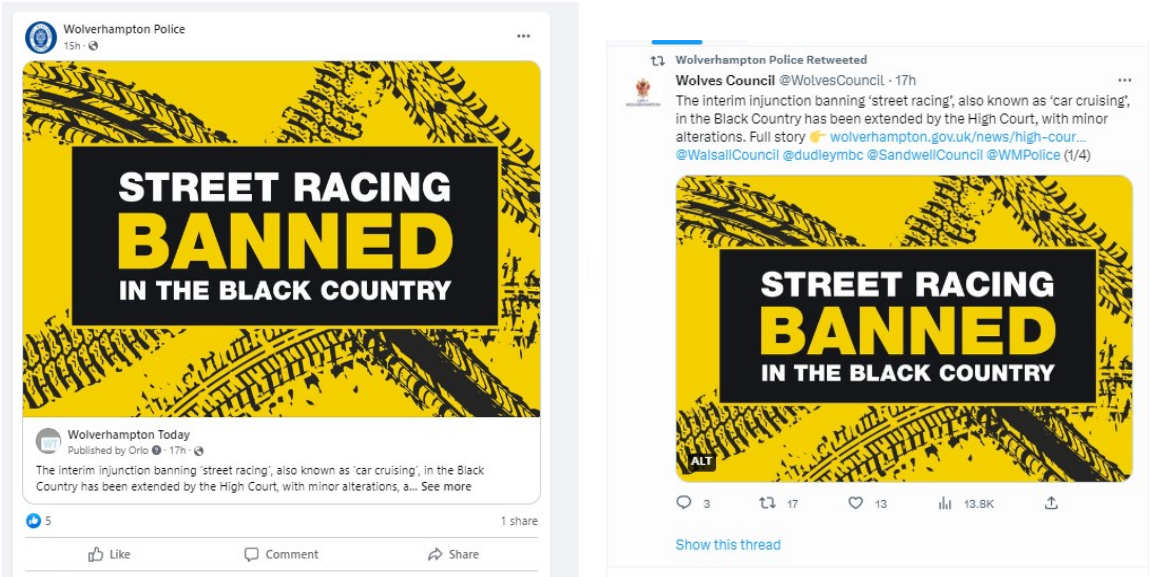 Wolverhampton Police
15h ·
STREET RACING
BANNED
IN THE BLACK COUNTRY
WT
Wolverhampton Today
Published by Orlo · 17h ·
The interim injunction banning 'street racing', also known as 'car cruising', in the Black
Country has been extended by the High Court, with minor alterations, a... See more
5
1 share
Like
Comment
Share
Wolverhampton Police Retweeted
Wolves Council @WolvesCouncil · 17h
The interim injunction banning 'street racing', also known as 'car cruising',
in the Black Country has been extended by the High Court, with minor
alterations. Full story 👉 wolverhampton.gov.uk/news/high-cour...
@WalsallCouncil @dudleymbc @SandwellCouncil @WMPolice (1/4)
STREET RACING
BANNED
IN THE BLACK COUNTRY
ALT
3
17
13
13.8K
Show this thread